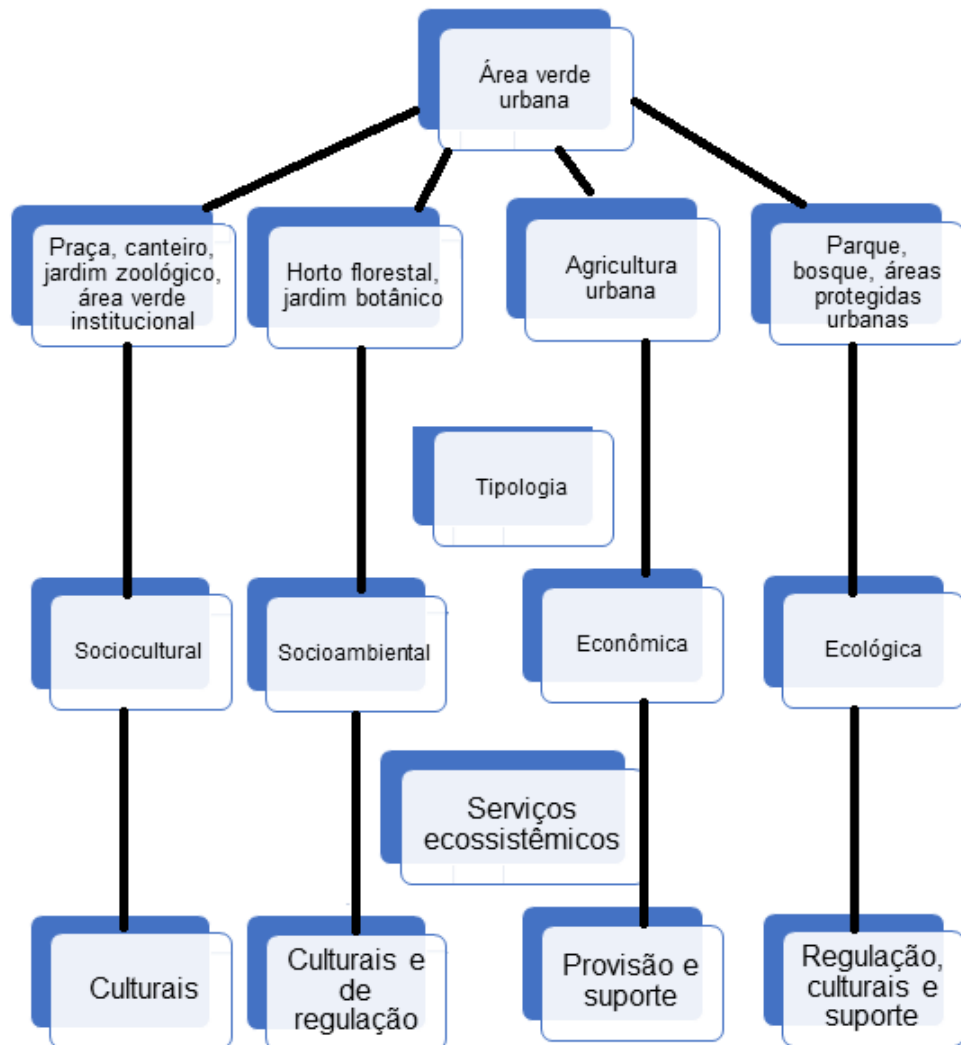 Área verde
urbana
Praça, canteiro,
jardim zoológico,
área verde
institucional
Horto florestal,
jardim botânico
Agricultura
urbana
Parque,
bosque, áreas
protegidas
urbanas
Tipologia
Sociocultural
Socioambiental
Econômica
Ecológica
Serviços
ecossistêmicos
Culturais
Culturais e
de
regulação
Provisão e
suporte
Regulação,
culturais e
suporte